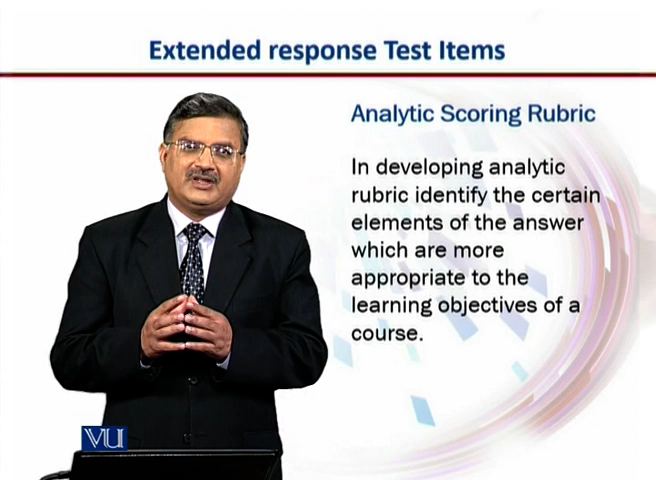 Extended response Test Items
Analytic Scoring Rubric
In developing analytic
rubric identify the certain
elements of the answer
which are more
appropriate to the
learning objectives of a
course.
VU